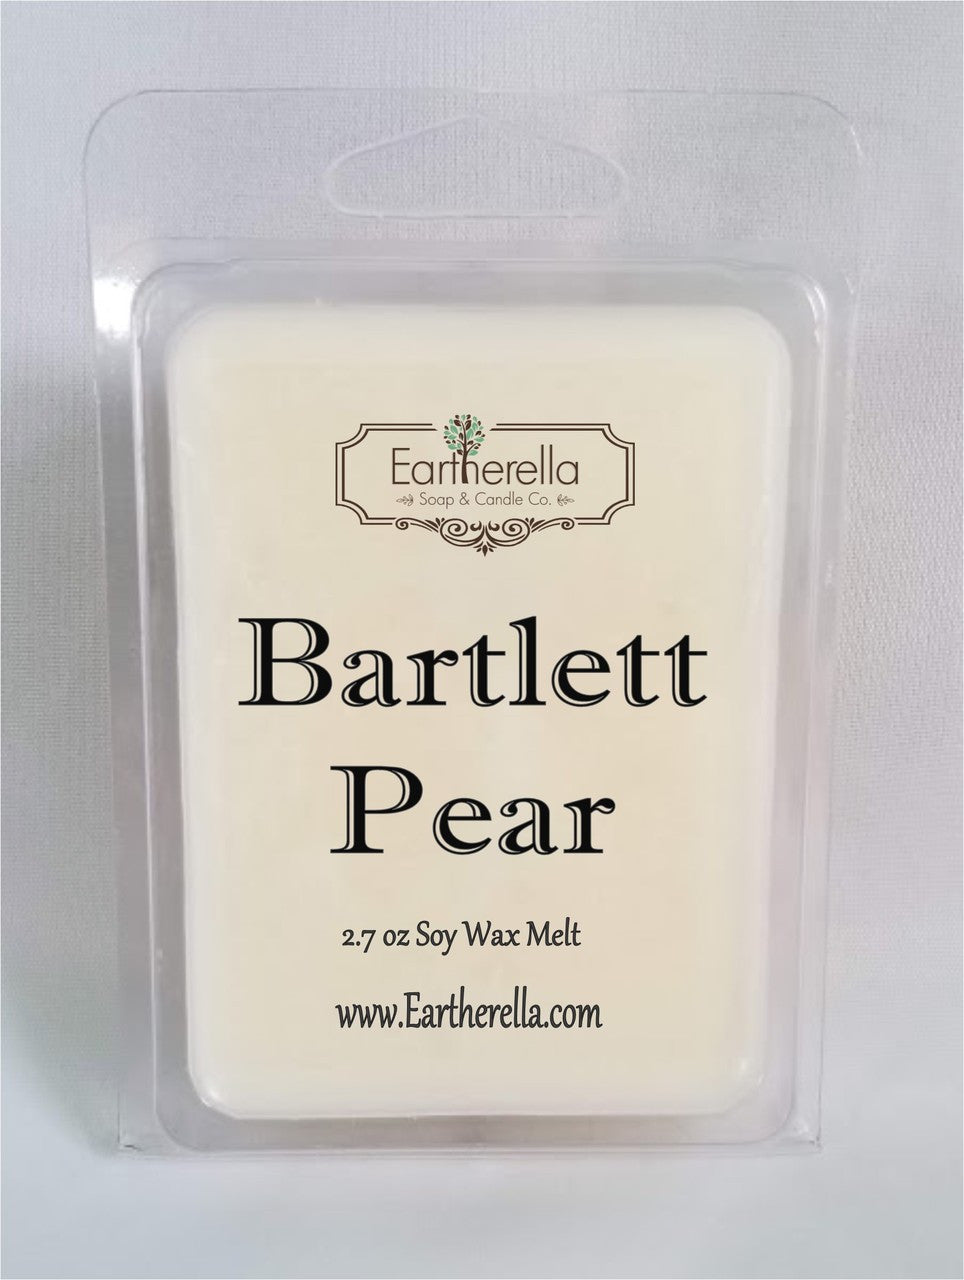 Eartherella
Soap & Candle Co.
Bartlett
Pear
2.7 oz Soy Wax Melt
www.Eartherella.com